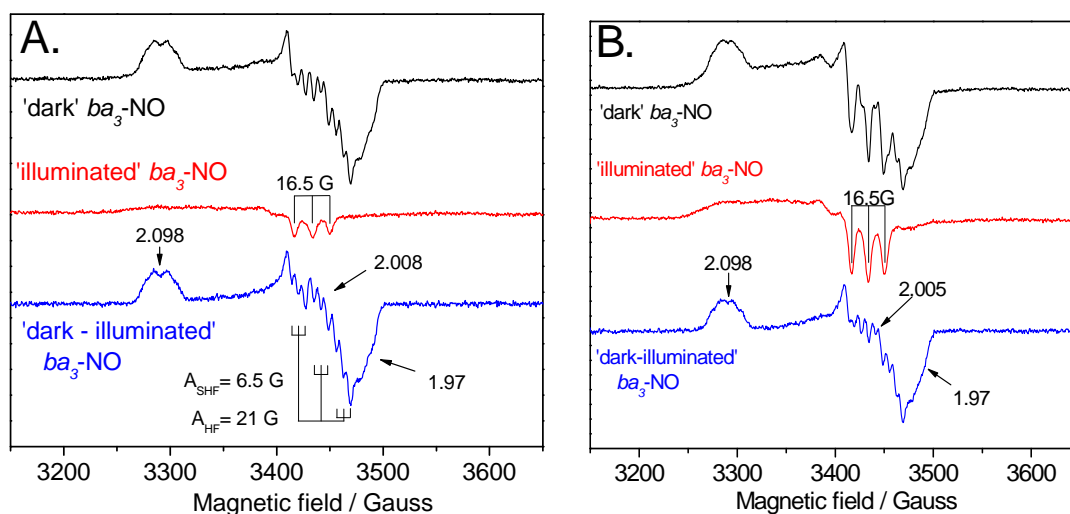 A.
'dark' ba₃-NO
'illuminated' ba₃-NO
16.5 G
2.098
2.008
'dark - illuminated'
ba₃-NO
1.97
A_SHF= 6.5 G
A_HF= 21 G
3200 3300 3400 3500 3600
Magnetic field / Gauss
B.
'dark' ba₃-NO
'illuminated' ba₃-NO
16.5G
2.098
2.005
'dark-illuminated'
ba₃-NO
1.97
3200 3300 3400 3500 3600
Magnetic field / Gauss